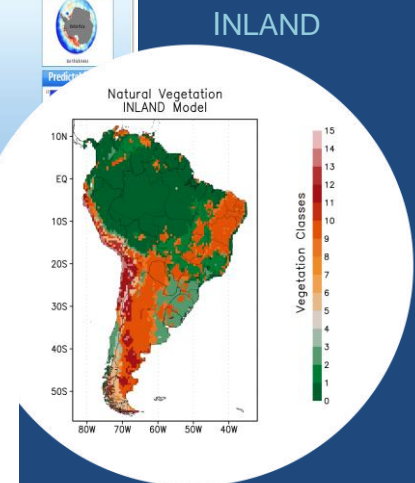 INLAND
Predicta
Natural Vegetation
INLAND Model
10N
EQ
10S
20S
30S
40S
50S
80W 70W 60W 50W 40W
15
14
13
12
11
10
9
8
7
6
5
4
3
2
1
0
Vegetation Classes